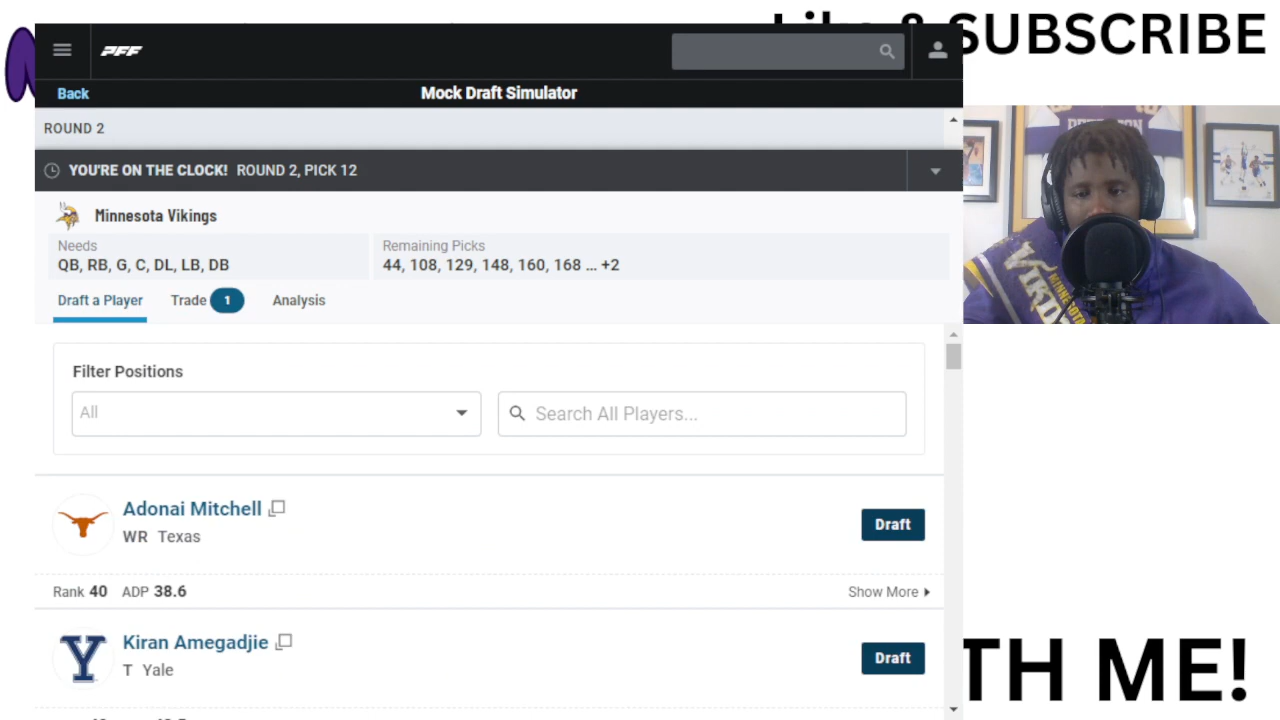 Like & SUBSCRIBE
PFF
Back
Mock Draft Simulator
ROUND 2
YOU'RE ON THE CLOCK! ROUND 2, PICK 12
Minnesota Vikings
Needs
QB, RB, G, C, DL, LB, DB
Remaining Picks
44, 108, 129, 148, 160, 168 ... +2
Draft a Player
Trade 1
Analysis
Filter Positions
All
Search All Players...
Adonai Mitchell
WR Texas
Draft
Rank 40 ADP 38.6
Show More
Kiran Amegadjie
T Yale
Draft
TH ME!